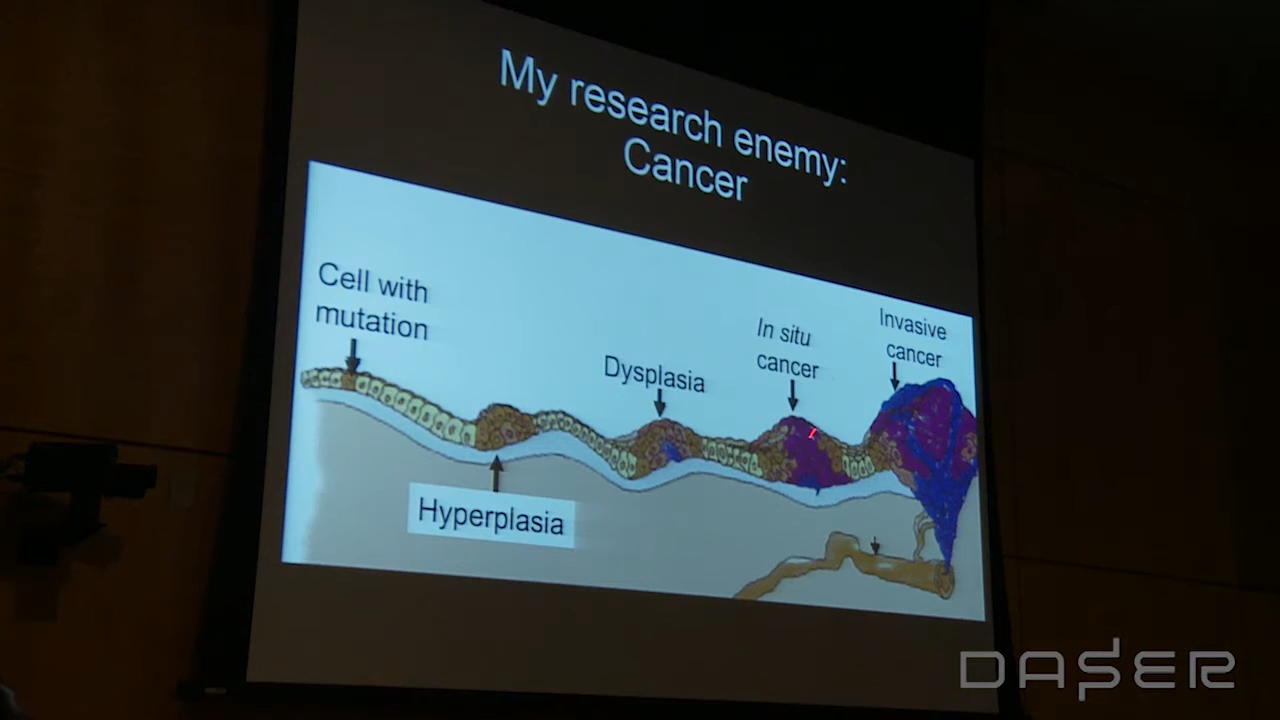 My research enemy:
Cancer
Cell with
mutation
Hyperplasia
Dysplasia
In situ
cancer
Invasive
cancer
DASER